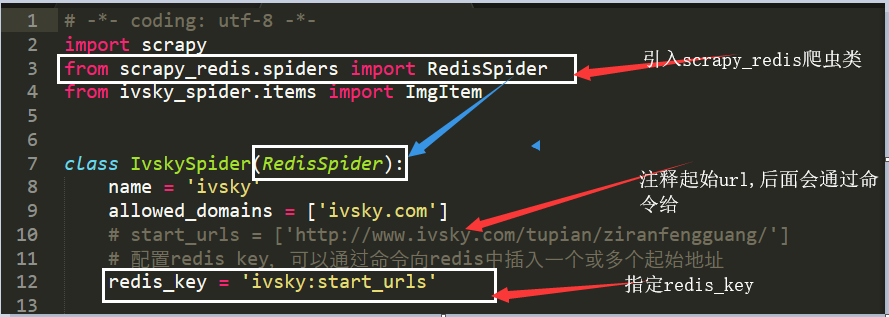 1 # -*- coding: utf-8 -*-
2 import scrapy
3 from scrapy_redis.spiders import RedisSpider
4 from ivsky_spider.items import ImgItem
5
6
7 class IvskySpider(RedisSpider):
8 name = 'ivsky'
9 allowed_domains = ['ivsky.com']
10 # start_urls = ['http://www.ivsky.com/tupian/ziranfengguang/']
11 # 配置redis key, 可以通过命令向redis中插入一个或多个起始地址
12 redis_key = 'ivsky:start_urls'
13
引入scrapy_redis爬虫类
注释起始url,后面会通过命
令给
指定redis_key